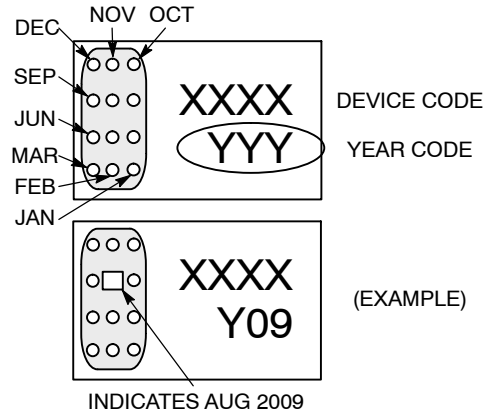 NOV OCT
DEC
SEP
XXXX DEVICE CODE
JUN
YYY YEAR CODE
MAR
FEB
JAN
XXXX
Y09 (EXAMPLE)
INDICATES AUG 2009